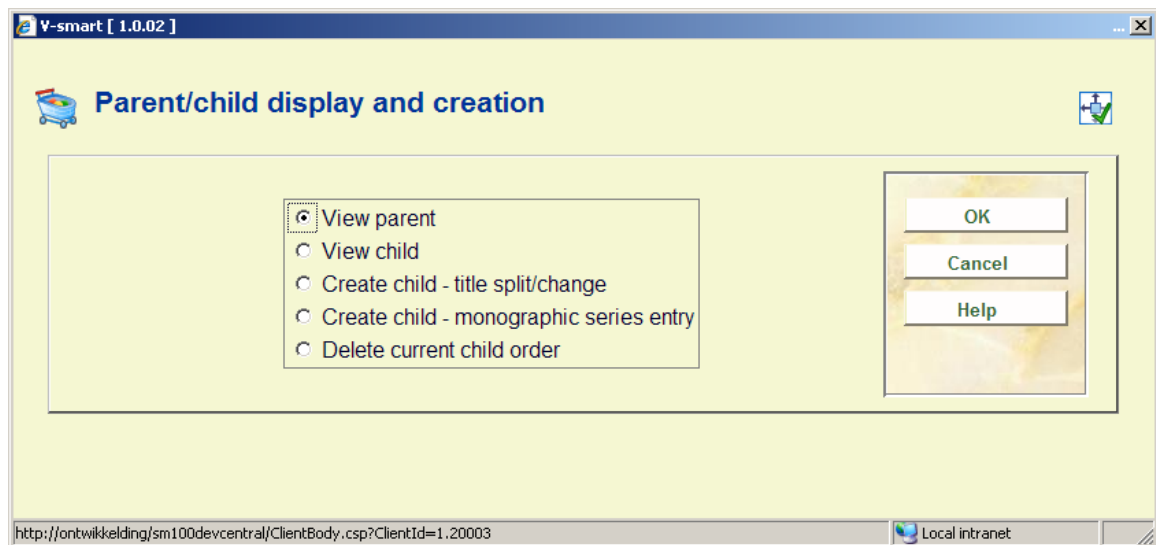 V-smart [ 1.0.02 ] ...
Parent/child display and creation
View parent
View child
Create child - title split/change
Create child - monographic series entry
Delete current child order
OK
Cancel
Help
http://ontwikkelding/sm100devcentral/ClientBody.csp?ClientId=1.20003 Local intranet